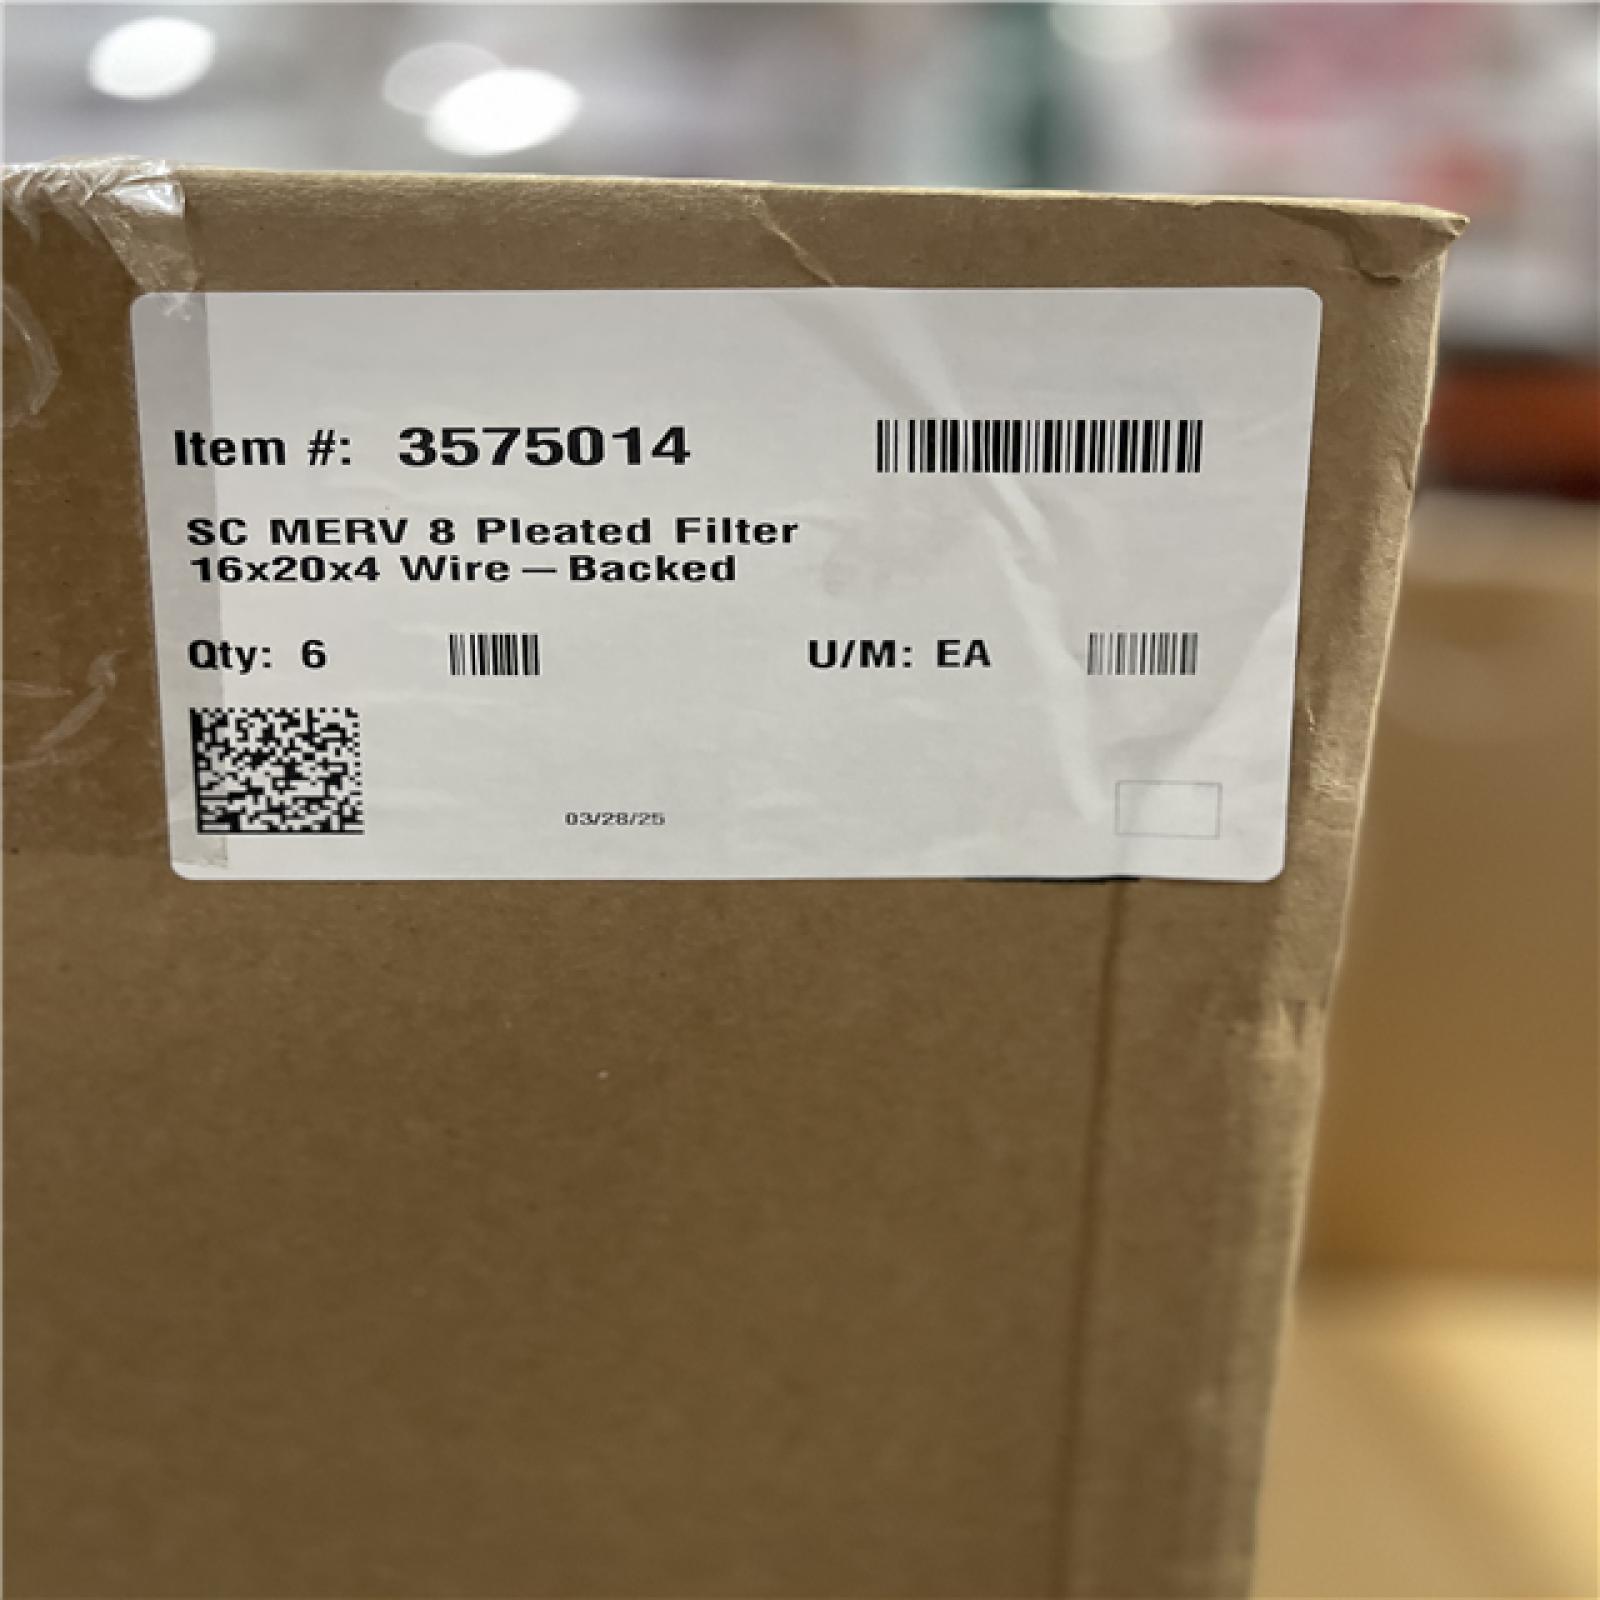 Item #: 3575014
SC MERV 8 Pleated Filter
16x20x4 Wire-Backed
Qty: 6 U/M: EA
03/28/25